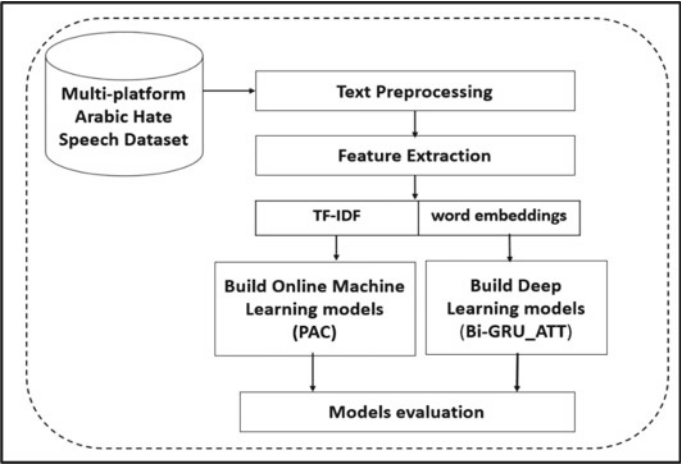 Multi-platform
Arabic Hate
Speech Dataset
Text Preprocessing
Feature Extraction
TF-IDF
word embeddings
Build Online Machine
Learning models
(PAC)
Build Deep
Learning models
(Bi-GRU_ATT)
Models evaluation